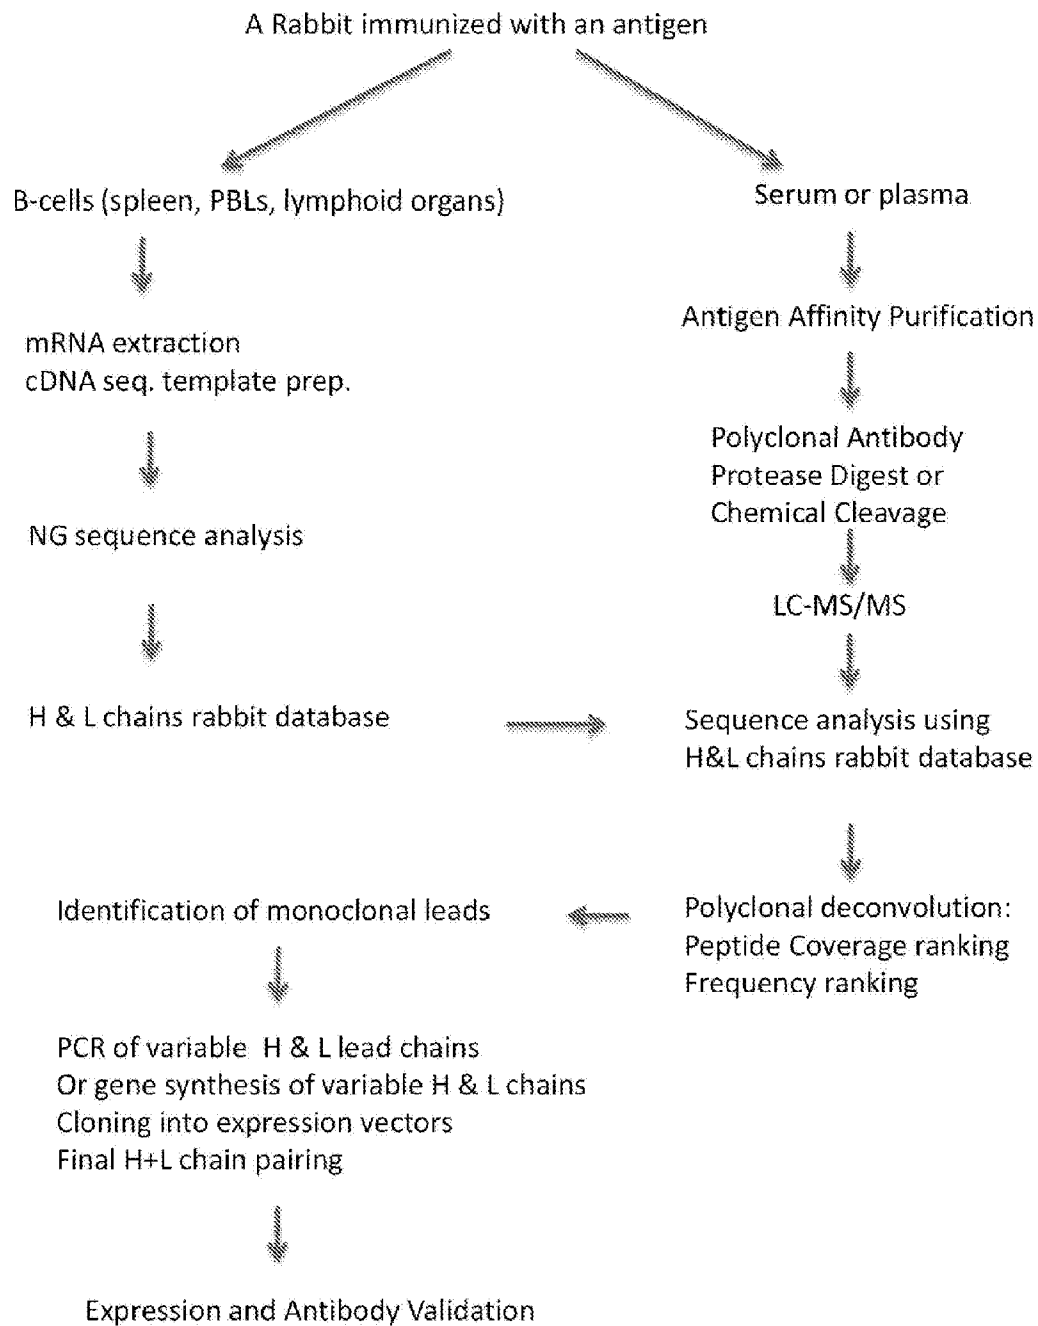 A Rabbit immunized with an antigen
B-cells (spleen, PBLs, lymphoid organs)
Serum or plasma
mRNA extraction
cDNA seq. template prep.
Antigen Affinity Purification
NG sequence analysis
Polyclonal Antibody
Protease Digest or
Chemical Cleavage
LC-MS/MS
H & L chains rabbit database
Sequence analysis using
H&L chains rabbit database
Polyclonal deconvolution:
Peptide Coverage ranking
Frequency ranking
Identification of monoclonal leads
PCR of variable H & L lead chains
Or gene synthesis of variable H & L chains
Cloning into expression vectors
Final H+L chain pairing
Expression and Antibody Validation